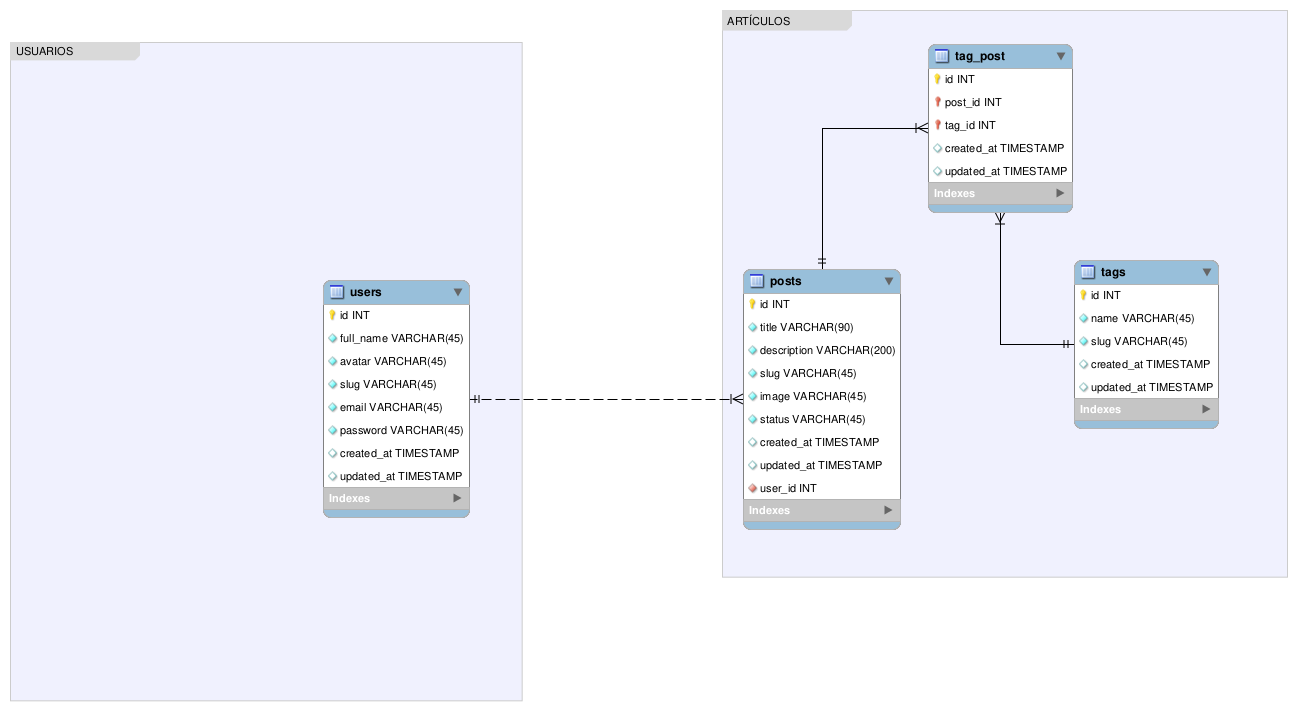 USUARIOS
users
id INT
full_name VARCHAR(45)
avatar VARCHAR(45)
slug VARCHAR(45)
email VARCHAR(45)
password VARCHAR(45)
created_at TIMESTAMP
updated_at TIMESTAMP
Indexes
ARTÍCULOS
tag_post
id INT
post_id INT
tag_id INT
created_at TIMESTAMP
updated_at TIMESTAMP
Indexes
posts
id INT
title VARCHAR(90)
description VARCHAR(200)
slug VARCHAR(45)
image VARCHAR(45)
status VARCHAR(45)
created_at TIMESTAMP
updated_at TIMESTAMP
user_id INT
Indexes
tags
id INT
name VARCHAR(45)
slug VARCHAR(45)
created_at TIMESTAMP
updated_at TIMESTAMP
Indexes